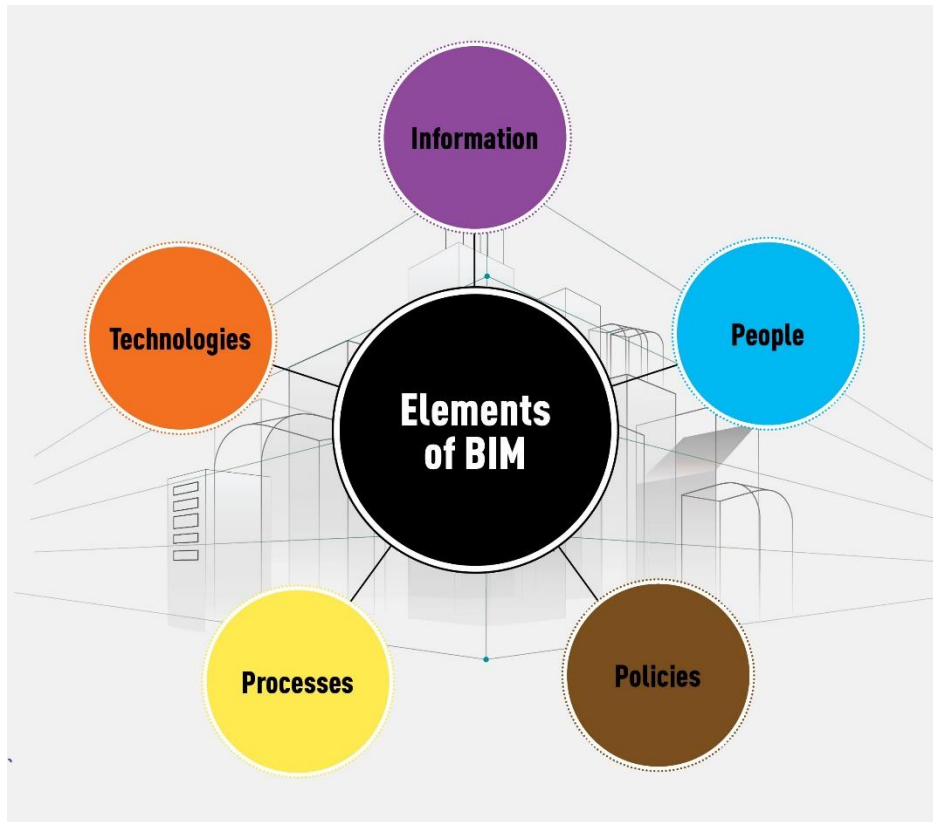 Information
Technologies
People
Elements
of BIM
Processes
Policies